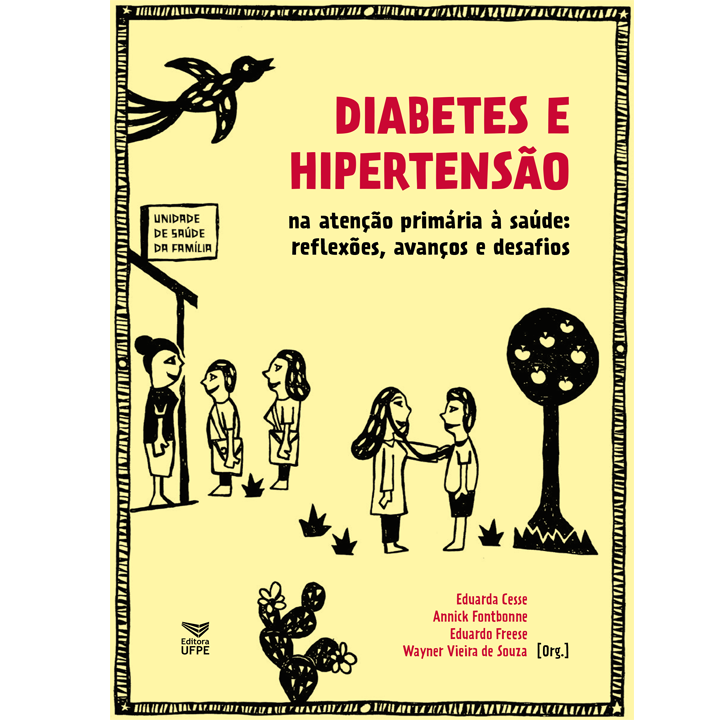 DIABETES E
HIPERTENSÃO
na atenção primária à saúde:
reflexões, avanços e desafios
UNIDADE
DE SAÚDE
DA FAMÍLIA
Eduarda Cesse
Annick Fontbonne
Eduardo Freese
Wayner Vieira de Souza [Org.]
Editora
UFPE